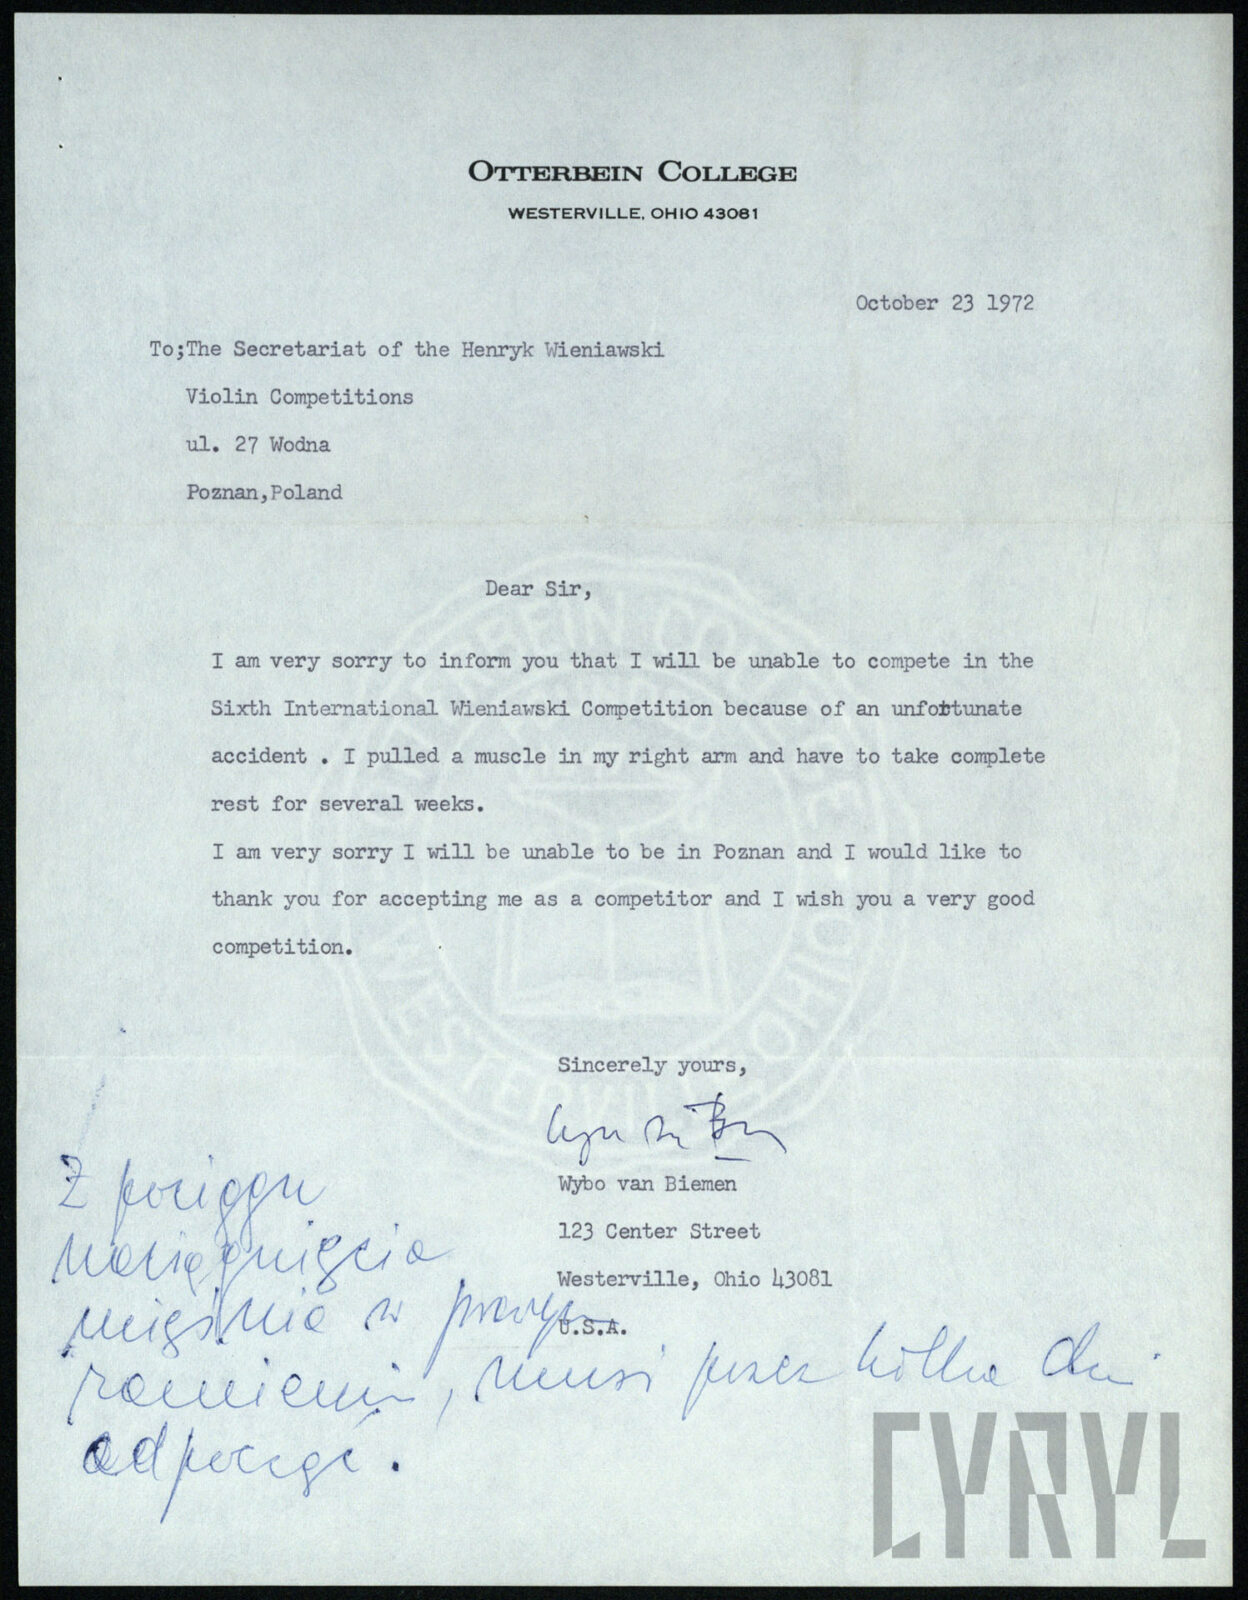 OTTERBEIN COLLEGE
WESTERVILLE, OHIO 43081
October 23 1972
To;The Secretariat of the Henryk Wieniawski
Violin Competitions
ul. 27 Wodna
Poznan,Poland
Dear Sir,
I am very sorry to inform you that I will be unable to compete in the
Sixth International Wieniawski Competition because of an unfortunate
accident . I pulled a muscle in my right arm and have to take complete
rest for several weeks.
I am very sorry I will be unable to be in Poznan and I would like to
thank you for accepting me as a competitor and I wish you a very good
competition.
OTTERBEIN COLLEGE
WESTERVILLE OHIO
Sincerely yours,
Wybo van Biemen
123 Center Street
Westerville, Ohio 43081
U.S.A.
Z
naciągnięcia
mięśnia w prawym
ramieniu, musi przez kilka dni
odpocząć.
CYRYL